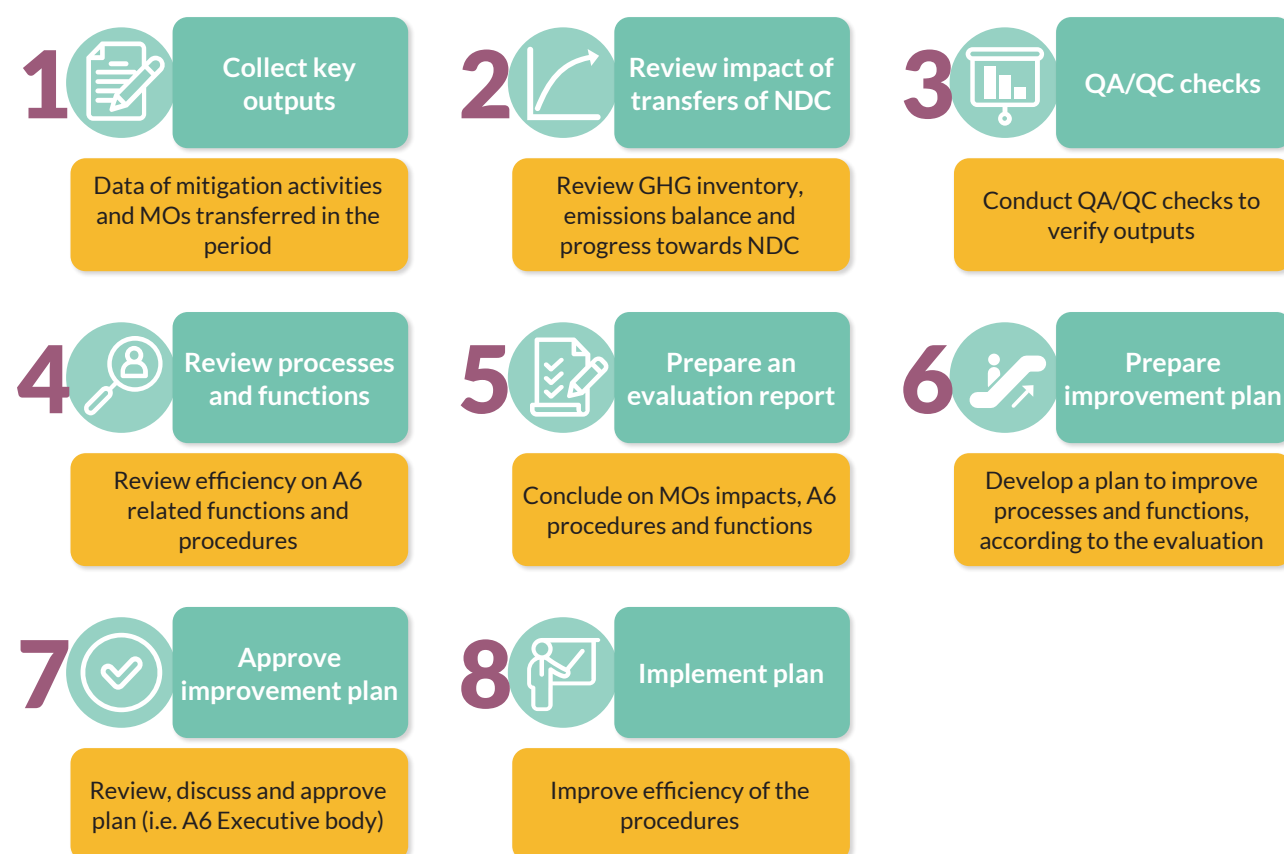 1
Collect key
outputs
Data of mitigation activities
and MOs transferred in the
period
2
Review impact of
transfers of NDC
Review GHG inventory,
emissions balance and
progress towards NDC
3
QA/QC checks
Conduct QA/QC checks to
verify outputs
4
Review processes
and functions
Review efficiency on A6
related functions and
procedures
5
Prepare an
evaluation report
Conclude on MOs impacts, A6
procedures and functions
6
Prepare
improvement plan
Develop a plan to improve
processes and functions,
according to the evaluation
7
Approve
improvement plan
Review, discuss and approve
plan (i.e. A6 Executive body)
8
Implement plan
Improve efficiency of the
procedures